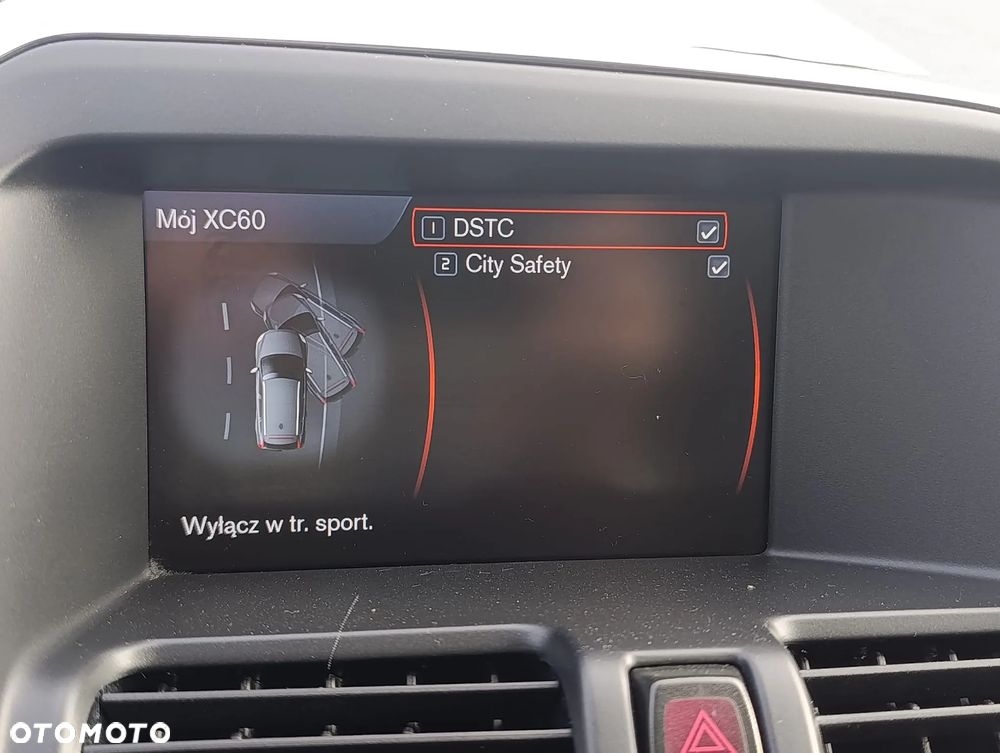 Mój XC60
1 DSTC
2 City Safety
Wyłącz w tr. sport.
OTOMOTO